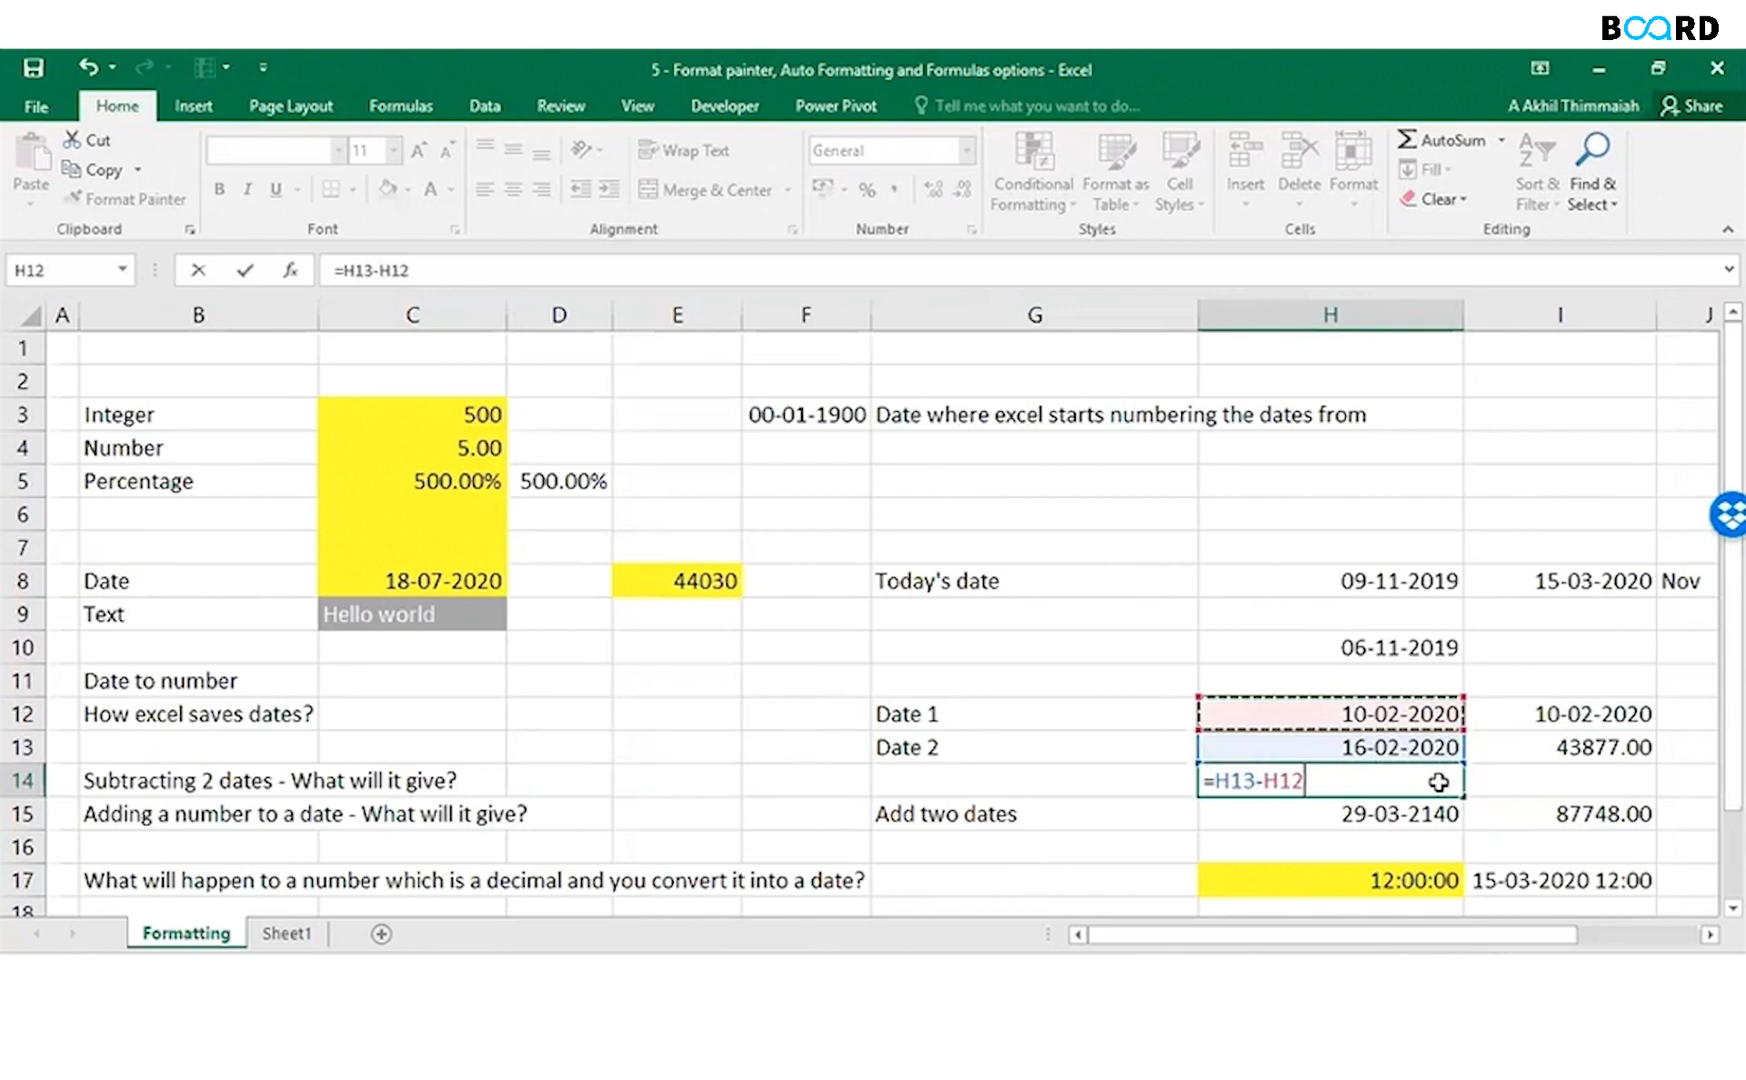 BOARD
5 - Format painter, Auto Formatting and Formulas options - Excel
File Home Insert Page Layout Formulas Data Review View Developer Power Pivot Tell me what you want to do... A Akhil Thimmaiah Share
Paste
Cut
Copy
Format Painter
Clipboard
11
A A
B I U A
Font
Wrap Text
Merge & Center
Alignment
General
%
Number
Conditional Formatting
Format as Table
Cell Styles
Styles
Insert Delete Format
Cells
AutoSum
Fill
Clear
Sort & Filter
Find & Select
Editing
H12 fx =H13-H12
A B C D E F G H I J
1
2
3 Integer 500 00-01-1900 Date where excel starts numbering the dates from
4 Number 5.00
5 Percentage 500.00% 500.00%
6
7
8 Date 18-07-2020 44030 Today's date 09-11-2019 15-03-2020 Nov
9 Text Hello world
10 06-11-2019
11 Date to number
12 How excel saves dates? Date 1 10-02-2020 10-02-2020
13 Date 2 16-02-2020 43877.00
14 Subtracting 2 dates - What will it give? =H13-H12
15 Adding a number to a date - What will it give? Add two dates 29-03-2140 87748.00
16
17 What will happen to a number which is a decimal and you convert it into a date? 12:00:00 15-03-2020 12:00
18
Formatting Sheet1